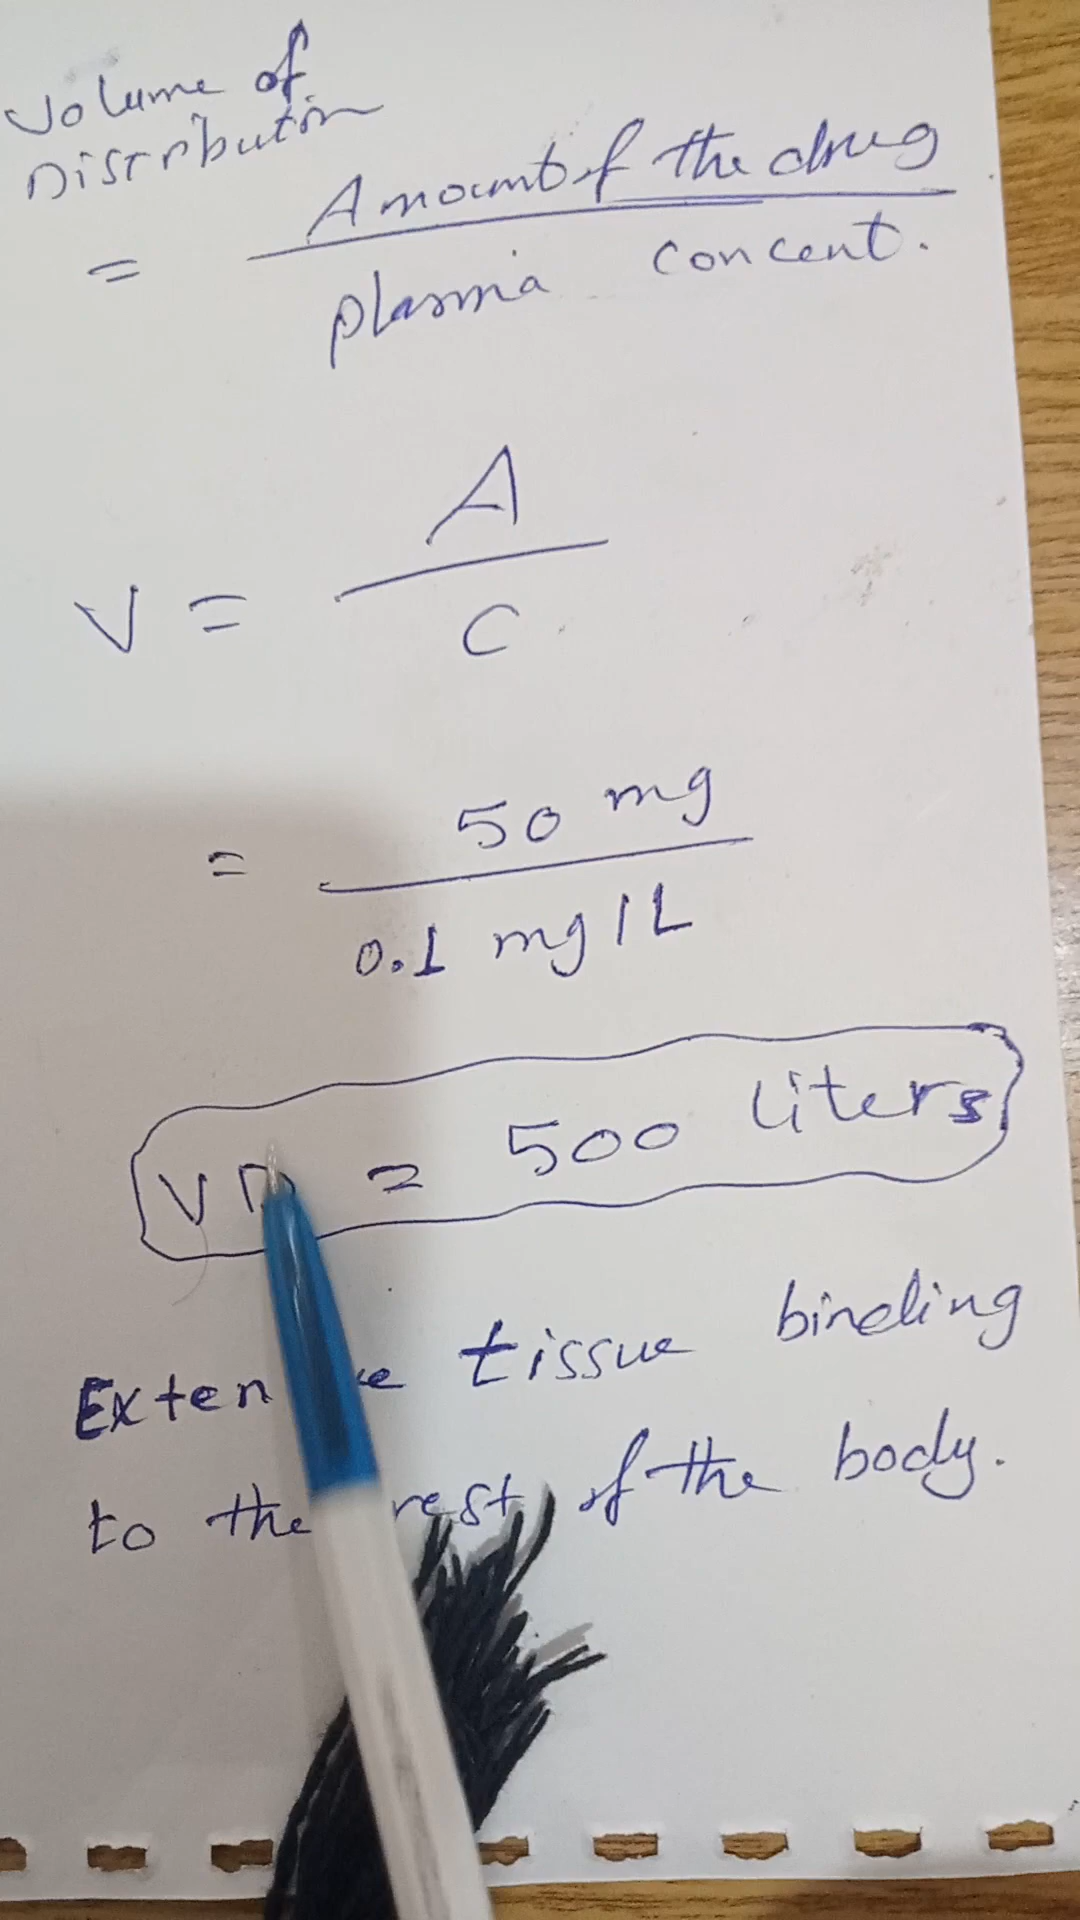 Volume of
Distribution
= Amount of the drug
plasma concent.
V = A
C
= 50 mg
0.1 mg/L
VD = 500 liters
tissue binding
to the rest of the body.